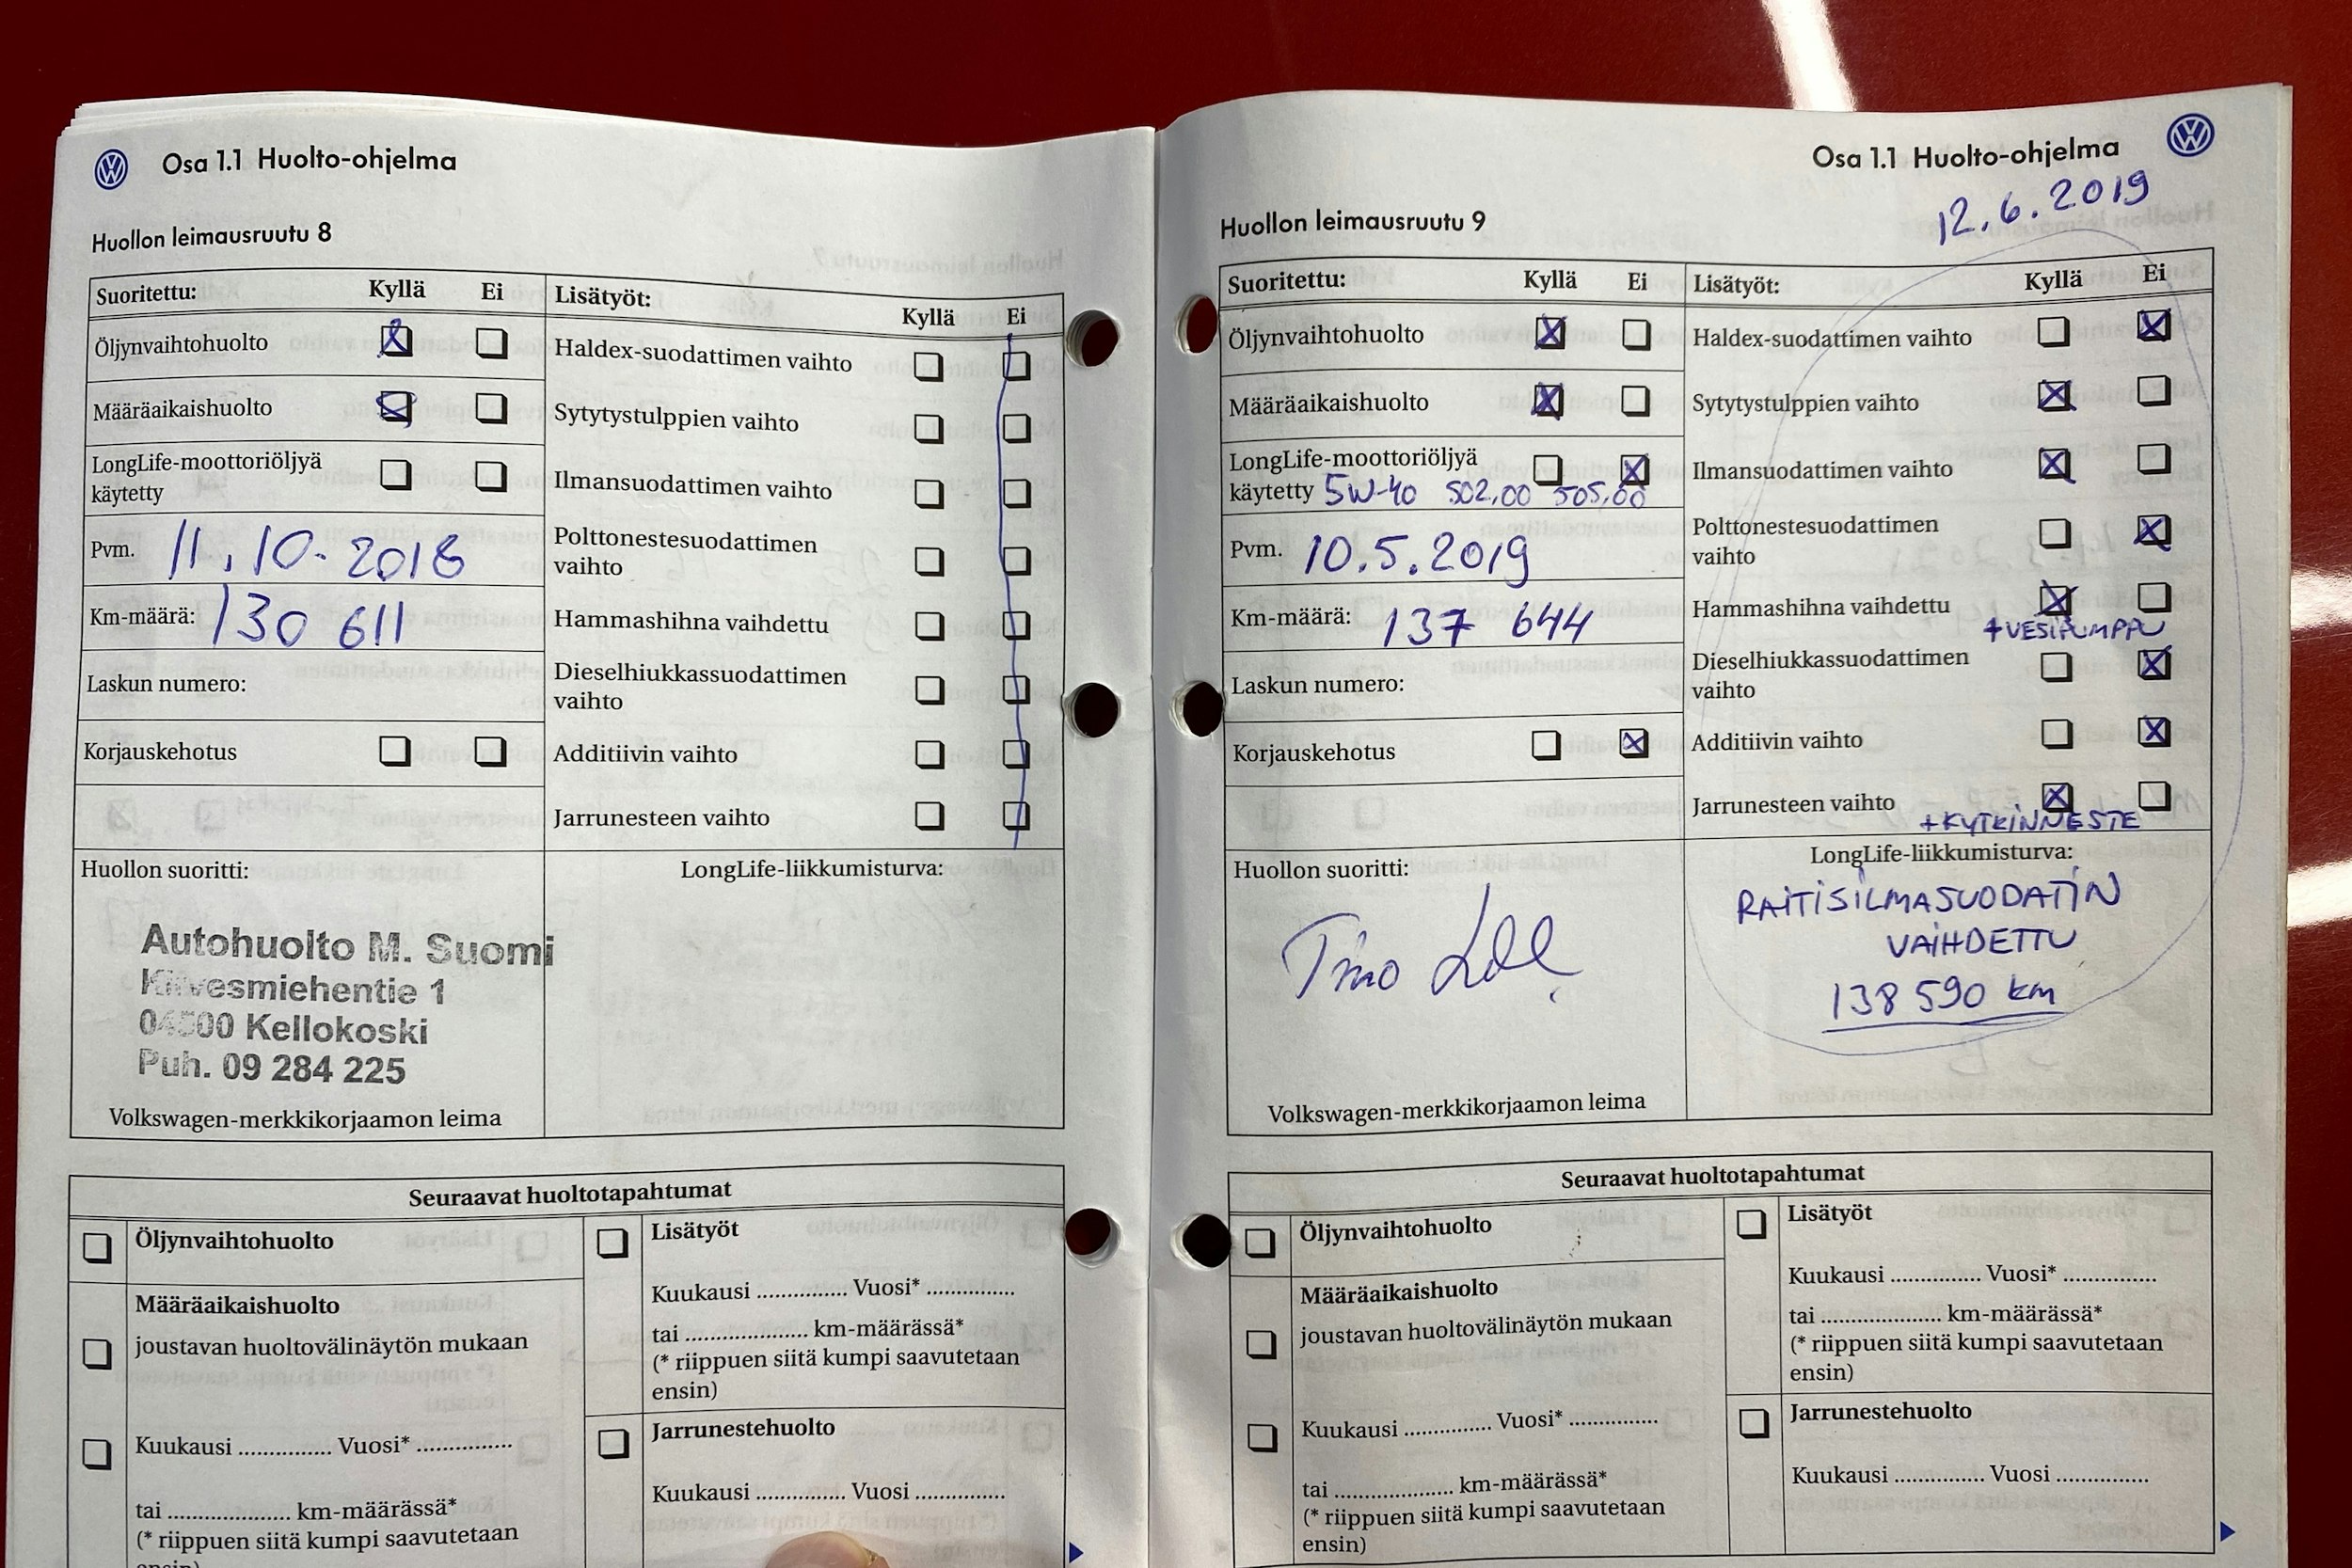 Osa 1.1 Huolto-ohjelma
Huollon leimausruutu 8
Suoritettu: Kyllä Ei
Öljynvaihtohuolto
Määräaikaishuolto
LongLife-moottoriöljyä
käytetty
Pvm. 11.10.2018
Km-määrä: 130 611
Laskun numero:
Korjauskehotus
Lisätyöt: Kyllä Ei
Haldex-suodattimen vaihto
Sytytystulppien vaihto
Ilmansuodattimen vaihto
Polttonestesuodattimen
vaihto
Hammashihna vaihdettu
Dieselhiukkassuodattimen
vaihto
Additiivin vaihto
Jarrunesteen vaihto
Huollon suoritti:
Autohuolto M. Suomi
Kilvesmiehentie 1
04500 Kellokoski
Puh. 09 284 225
Volkswagen-merkkikorjaamon leima
LongLife-liikkumisturva:
Seuraavat huoltotapahtumat
Öljynvaihtohuolto
Määräaikaishuolto
joustavan huoltovälinäytön mukaan
Kuukausi ............... Vuosi* ...............
tai .................... km-määrässä*
(* riippuen siitä kumpi saavutetaan
ensin)
Lisätyöt
Kuukausi ............... Vuosi* ...............
tai .................... km-määrässä*
(* riippuen siitä kumpi saavutetaan
ensin)
Jarrunestehuolto
Kuukausi ............... Vuosi ...............
Osa 1.1 Huolto-ohjelma
12.6.2019
Huollon leimausruutu 9
Suoritettu: Kyllä Ei
Öljynvaihtohuolto
Määräaikaishuolto
LongLife-moottoriöljyä
käytetty 5W-40 502,00 505,00
Pvm. 10.5.2019
Km-määrä: 137 644
Laskun numero:
Korjauskehotus
Lisätyöt: Kyllä Ei
Haldex-suodattimen vaihto
Sytytystulppien vaihto
Ilmansuodattimen vaihto
Polttonestesuodattimen
vaihto
Hammashihna vaihdettu
+VESIPUMPPU
Dieselhiukkassuodattimen
vaihto
Additiivin vaihto
Jarrunesteen vaihto
+KYTKINNESTE
Huollon suoritti:
Timo
Volkswagen-merkkikorjaamon leima
LongLife-liikkumisturva:
RAITISILMASUODATIN
VAIHDETTU
138 590 km
Seuraavat huoltotapahtumat
Öljynvaihtohuolto
Määräaikaishuolto
joustavan huoltovälinäytön mukaan
Kuukausi ............... Vuosi* ...............
tai .................... km-määrässä*
(* riippuen siitä kumpi saavutetaan
ensin)
Lisätyöt
Kuukausi ............... Vuosi* ...............
tai .................... km-määrässä*
(* riippuen siitä kumpi saavutetaan
ensin)
Jarrunestehuolto
Kuukausi ............... Vuosi ...............